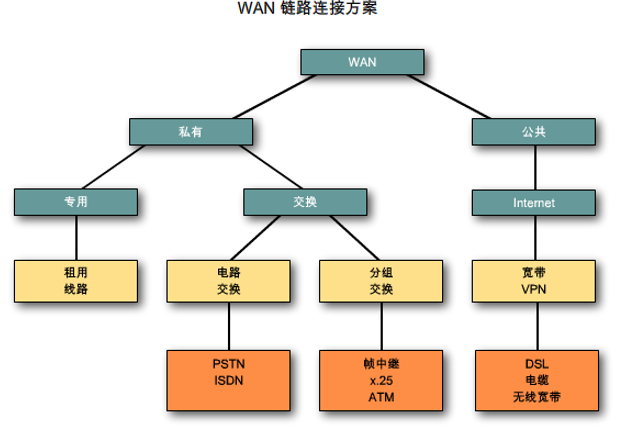 WAN 链路连接方案
WAN
私有
公共
专用
交换
Internet
租用
线路
电路
交换
分组
交换
宽带
VPN
PSTN
ISDN
帧中继
x.25
ATM
DSL
电缆
无线宽带